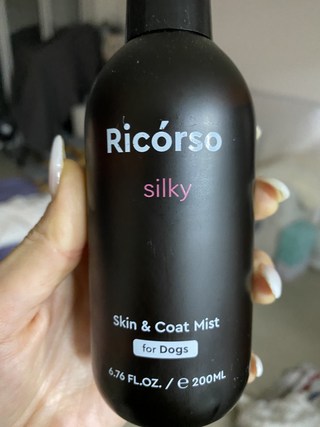 Ricórso
silky
Skin & Coat Mist
for Dogs
6.76 FL.OZ. / ℮ 200ML